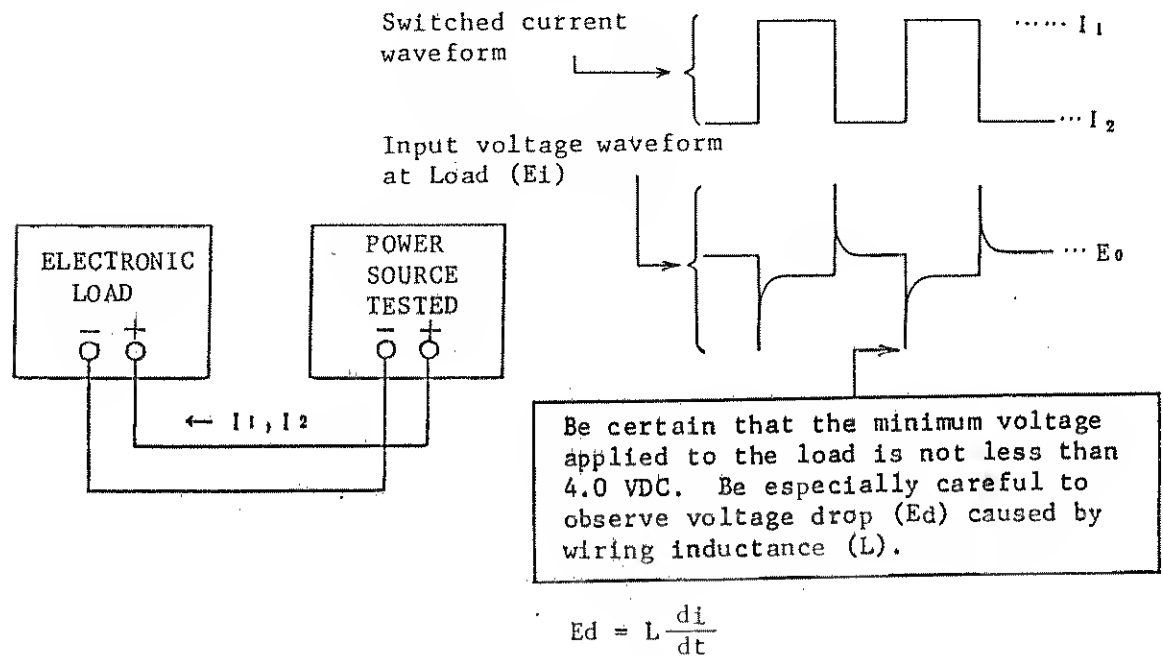 Switched current
waveform
...... I₁
... I₂
Input voltage waveform
at Load (Ei)
... E₀
ELECTRONIC
LOAD
- +
POWER
SOURCE
TESTED
- +
← I₁, I₂
Be certain that the minimum voltage
applied to the load is not less than
4.0 VDC. Be especially careful to
observe voltage drop (Ed) caused by
wiring inductance (L).
Ed = L di/dt